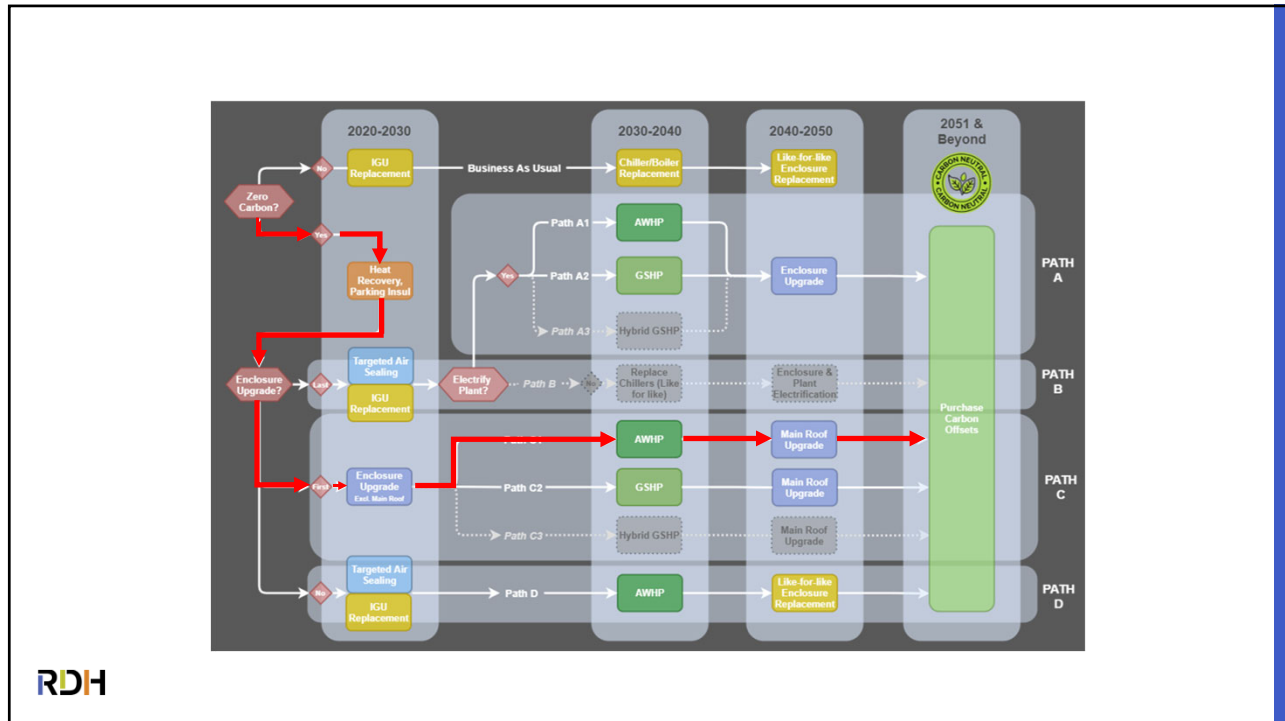 2020-2030
2030-2040
2040-2050
2051 &
Beyond
CARBON NEUTRAL
CARBON NEUTRAL
Zero
Carbon?
No
IGU
Replacement
Business As Usual
Chiller/Boiler
Replacement
Like-for-like
Enclosure
Replacement
Yes
Heat
Recovery,
Parking Insul
Yes
Path A1
AWHP
Path A2
GSHP
Path A3
Hybrid GSHP
Enclosure
Upgrade
PATH
A
Enclosure
Upgrade?
Last
Targeted Air
Sealing
IGU
Replacement
Electrify
Plant?
Path B
No
Replace
Chillers (Like
for like)
Enclosure &
Plant
Electrification
PATH
B
Purchase
Carbon
Offsets
First
Enclosure
Upgrade
Excl. Main Roof
AWHP
Main Roof
Upgrade
Path C2
GSHP
Main Roof
Upgrade
Path C3
Hybrid GSHP
Main Roof
Upgrade
PATH
C
No
Targeted Air
Sealing
IGU
Replacement
Path D
AWHP
Like-for-like
Enclosure
Replacement
PATH
D
RDH